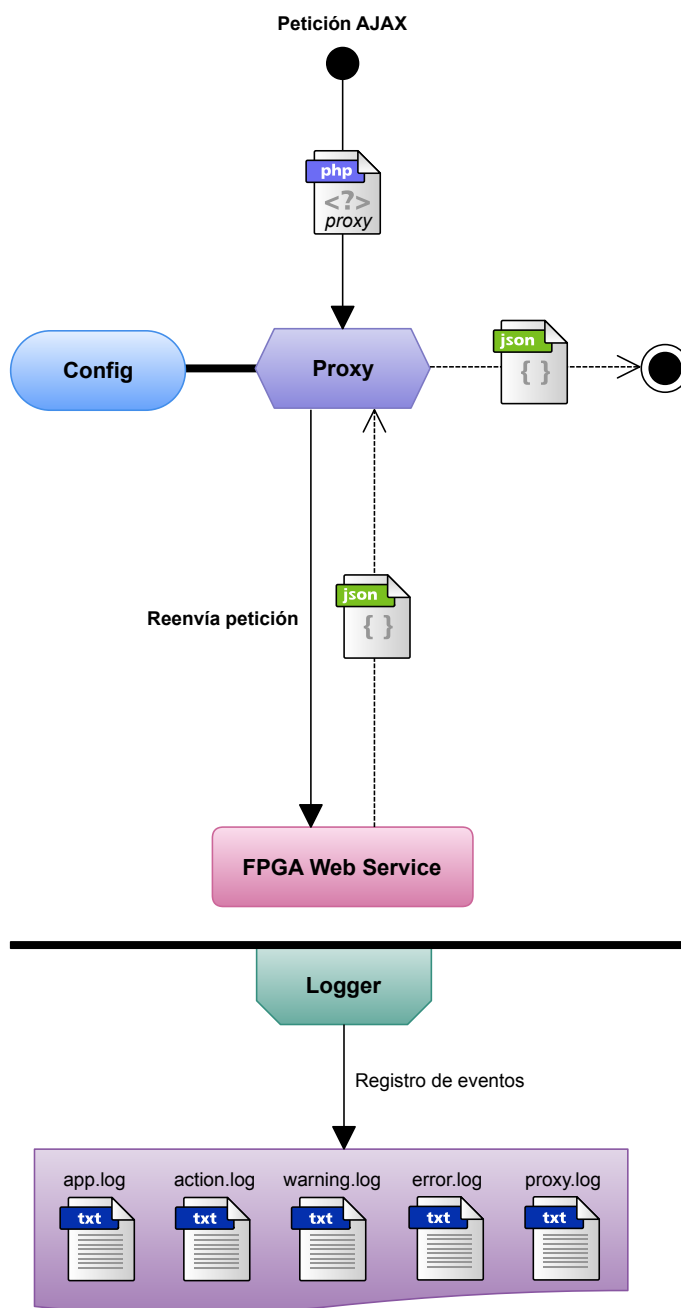 Petición AJAX
php
<?>
proxy
Config
Proxy
json
{ }
Reenvía petición
json
{ }
FPGA Web Service
Logger
Registro de eventos
app.log action.log warning.log error.log proxy.log
txt txt txt txt txt